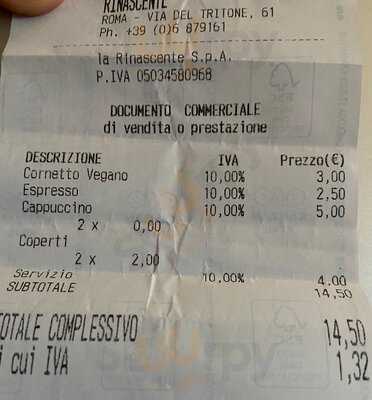 RINASCENTE
ROMA - VIA DEL TRITONE, 61
Ph. +39 (0)6 879161
la Rinascente S.p.A.
P.IVA 05034580968
DOCUMENTO COMMERCIALE
di vendita o prestazione
DESCRIZIONE IVA Prezzo(€)
Cornetto Vegano 10,00% 3,00
Espresso 10,00% 2,50
Cappuccino 10,00% 5,00
2 x 0,00
Coperti
2 x 2,00
Servizio 10,00% 4,00
SUBTOTALE 14,50
TOTALE COMPLESSIVO 14,50
di cui IVA 1,32